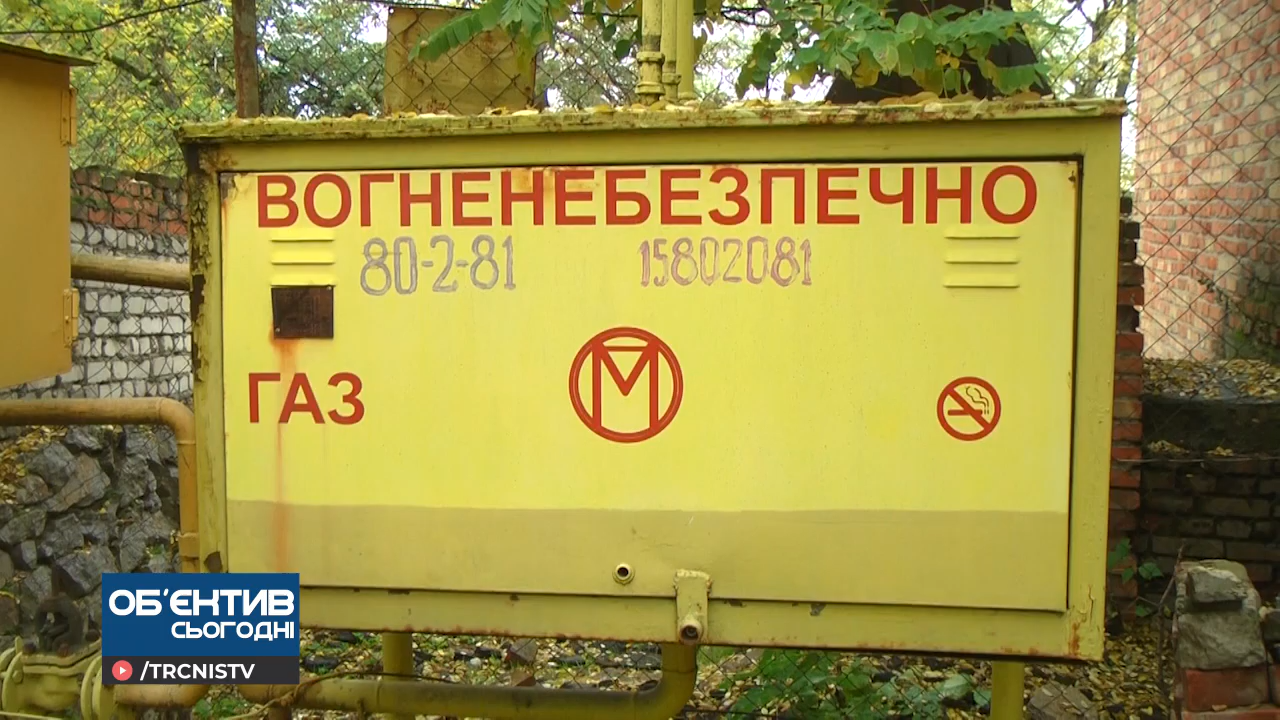 ВОГНЕНЕБЕЗПЕЧНО
80-2-81 15802081
ГАЗ
М
ОБ'ЄКТИВ
СЬОГОДНІ
/TRCNISTV